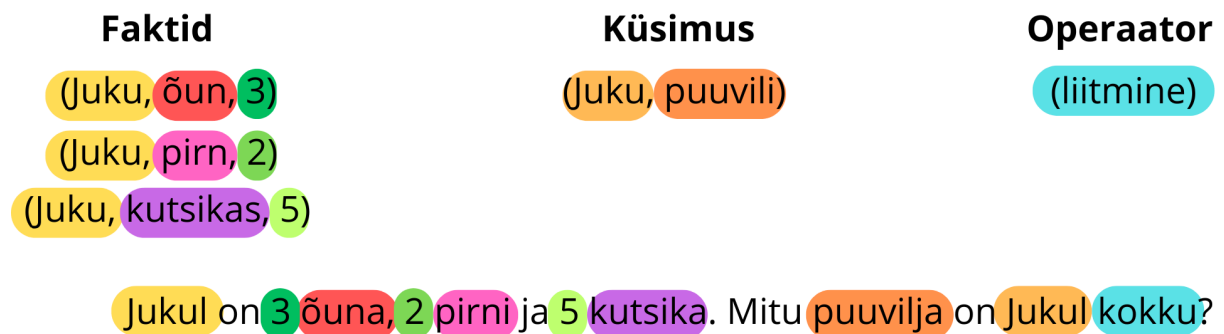 Faktid Küsimus Operaator
(Juku, õun, 3) (Juku, puuvili) (liitmine)
(Juku, pirn, 2)
(Juku, kutsikas, 5)
Jukul on 3 õuna, 2 pirni ja 5 kutsika. Mitu puuvilja on Jukul kokku?